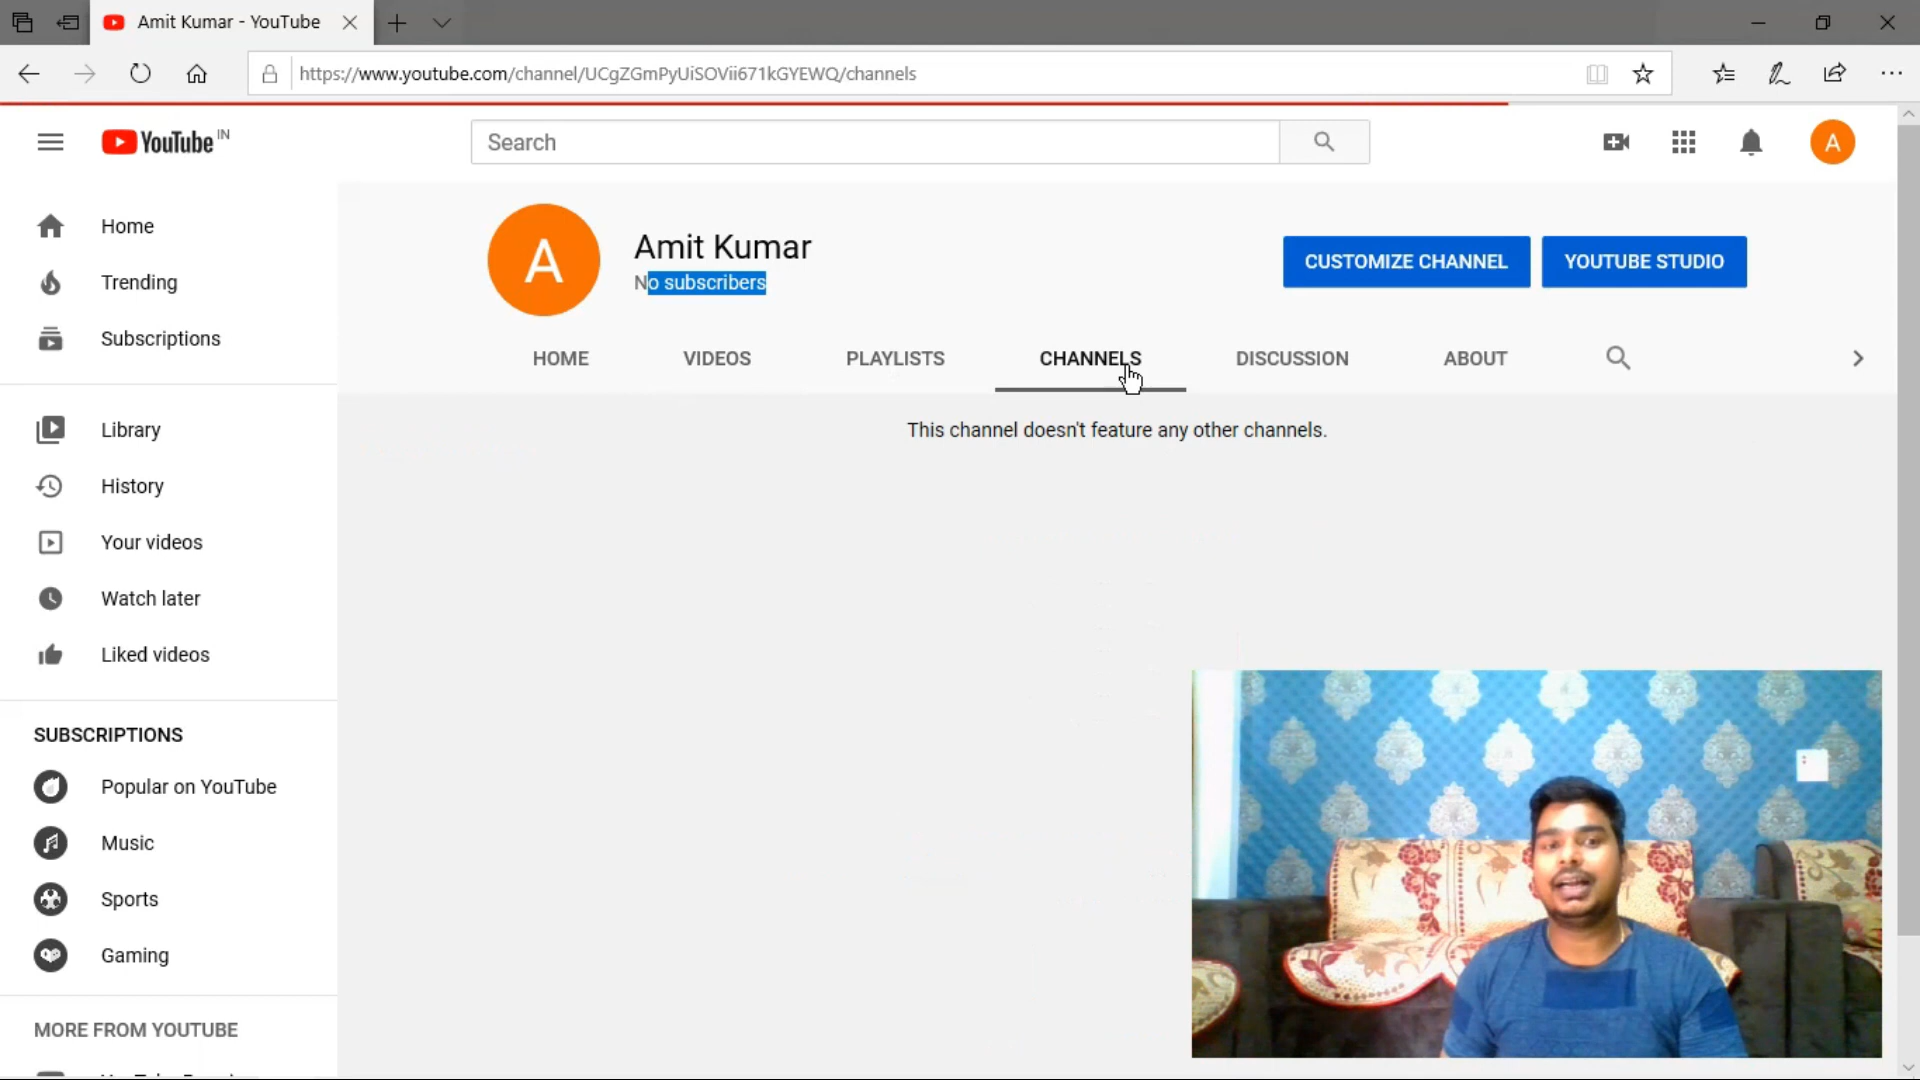 Amit Kumar - YouTube
https://www.youtube.com/channel/UCgZGmPyUiSOVii671kGYEWQ/channels
YouTube IN
Search
A
Home
Trending
Subscriptions
Library
History
Your videos
Watch later
Liked videos
SUBSCRIPTIONS
Popular on YouTube
Music
Sports
Gaming
MORE FROM YOUTUBE
A
Amit Kumar
No subscribers
CUSTOMIZE CHANNEL
YOUTUBE STUDIO
HOME
VIDEOS
PLAYLISTS
CHANNELS
DISCUSSION
ABOUT
This channel doesn't feature any other channels.